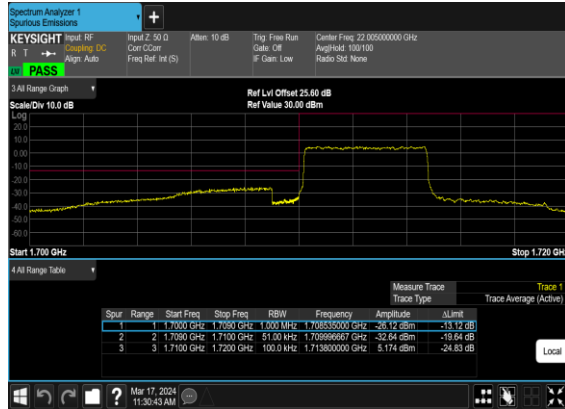 Spectrum Analyzer 1
Spurious Emissions
+
KEYSIGHT Input: RF Input Z: 50 Ω Atten: 10 dB Trig: Free Run Center Freq: 22.005000000 GHz
R T Coupling: DC Corr CCorr Gate: Off Avg|Hold: 100/100
Align: Auto Freq Ref: Int (S) IF Gain: Low Radio Std: None
PASS
3 All Range Graph Ref Lvl Offset 25.60 dB
Scale/Div 10.0 dB Ref Value 30.00 dBm
Log
20.0
10.0
0.00
-10.0
-20.0
-30.0
-40.0
-50.0
-60.0
Start 1.700 GHz Stop 1.720 GHz
4 All Range Table
Measure Trace Trace 1
Trace Type Trace Average (Active)
Spur Range Start Freq Stop Freq RBW Frequency Amplitude ΔLimit
1 1 1.7000 GHz 1.7090 GHz 1.000 MHz 1.708535000 GHz -26.12 dBm -13.12 dB
2 2 1.7090 GHz 1.7100 GHz 51.00 kHz 1.709996667 GHz -32.64 dBm -19.64 dB
3 3 1.7100 GHz 1.7200 GHz 100.0 kHz 1.713800000 GHz 5.174 dBm -24.83 dB
Local
? Mar 17, 2024
11:30:43 AM